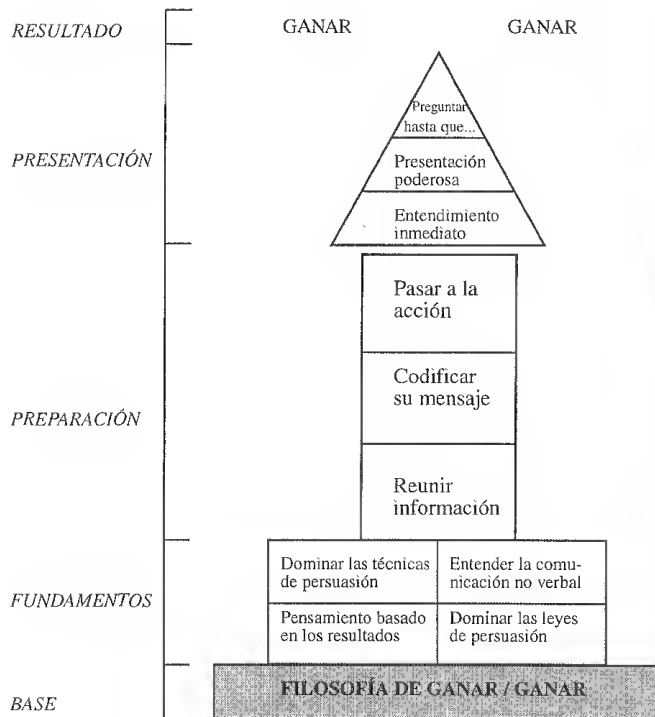 RESULTADO
GANAR
GANAR
Preguntar
hasta que...
PRESENTACIÓN
Presentación
poderosa
Entendimiento
inmediato
Pasar a la
acción
Codificar
su mensaje
PREPARACIÓN
Reunir
información
Dominar las técnicas
de persuasión
Entender la comu-
nicación no verbal
FUNDAMENTOS
Pensamiento basado
en los resultados
Dominar las leyes
de persuasión
FILOSOFÍA DE GANAR / GANAR
BASE